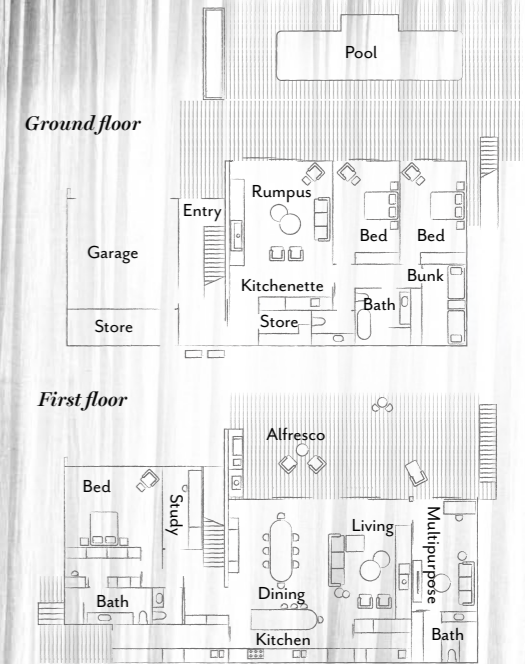 Pool
Ground floor
Rumpus
Entry
Bed
Bed
Garage
Bunk
Kitchenette
Bath
Store
Store
First floor
Alfresco
Bed
Study
Living
Multipurpose
Dining
Bath
Kitchen
Bath